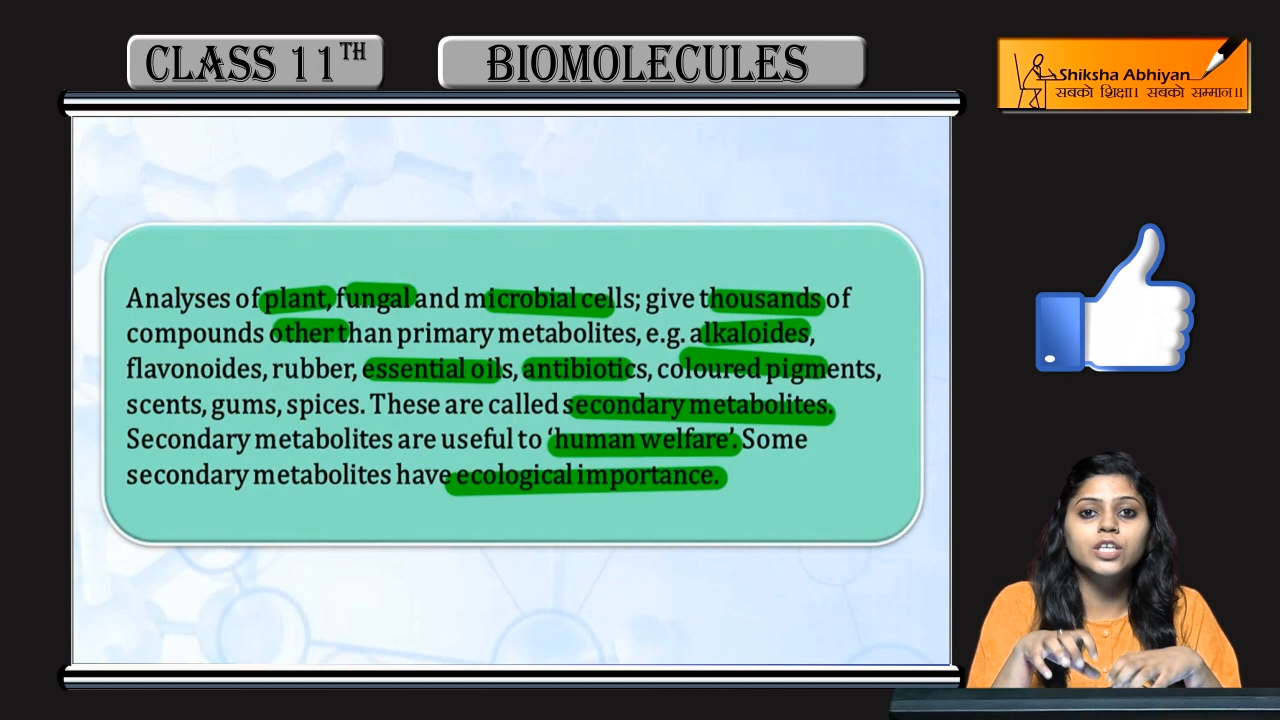 CLASS 11TH
BIOMOLECULES
Shiksha Abhiyan
सबको शिक्षा। सबको सम्मान।।
Analyses of plant, fungal and microbial cells; give thousands of
compounds other than primary metabolites, e.g. alkaloides,
flavonoides, rubber, essential oils, antibiotics, coloured pigments,
scents, gums, spices. These are called secondary metabolites.
Secondary metabolites are useful to ‘human welfare’. Some
secondary metabolites have ecological importance.